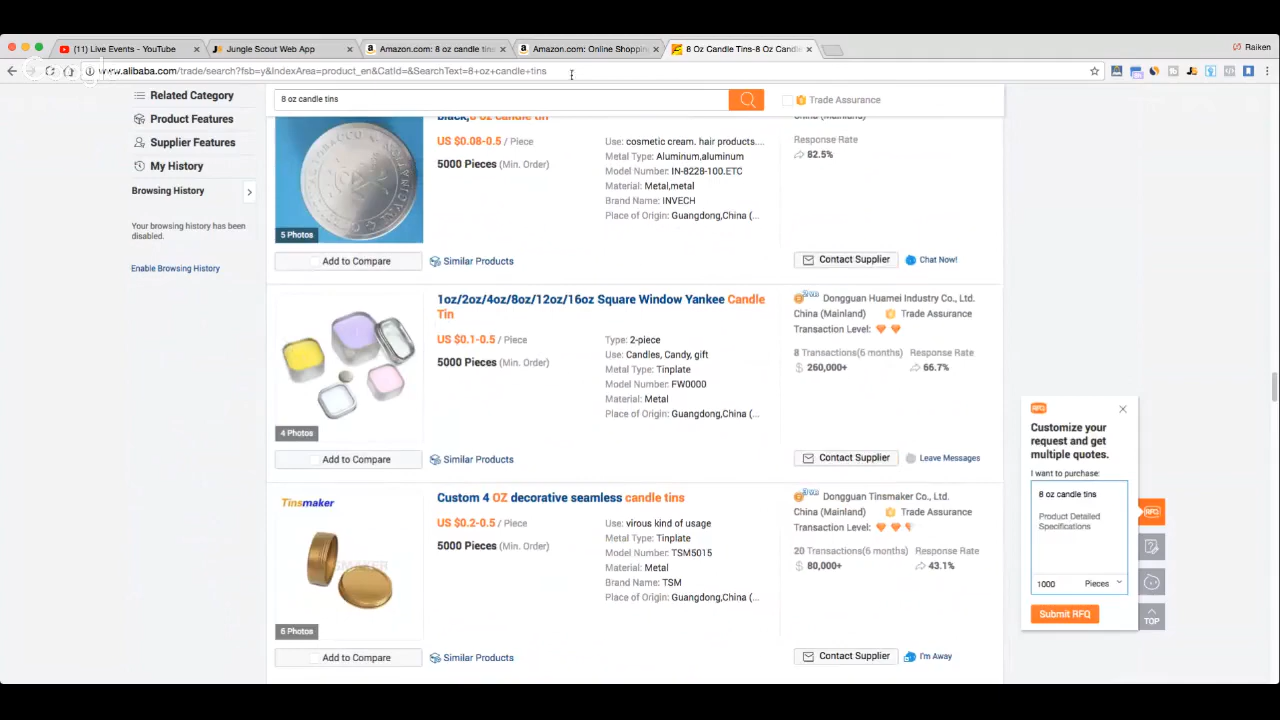 (11) Live Events - YouTube
Jungle Scout Web App
Amazon.com: 8 oz candle tins
Amazon.com: Online Shopping
8 Oz Candle Tins-8 Oz Candle
Raiken
www.alibaba.com/trade/search?fsb=y&IndexArea=product_en&CatId=&SearchText=8+oz+candle+tins
Related Category
Product Features
Supplier Features
My History
Browsing History
Your browsing history has been
disabled.
Enable Browsing History
8 oz candle tins
Trade Assurance
black,8 oz candle tin
US $0.08-0.5 / Piece
5000 Pieces (Min. Order)
Use: cosmetic cream. hair products....
Metal Type: Aluminum,aluminum
Model Number: IN-8228-100.ETC
Material: Metal,metal
Brand Name: INVECH
Place of Origin: Guangdong,China (...
China (Mainland)
Response Rate
82.5%
5 Photos
Add to Compare
Similar Products
Contact Supplier
Chat Now!
1oz/2oz/4oz/8oz/12oz/16oz Square Window Yankee Candle
Tin
US $0.1-0.5 / Piece
5000 Pieces (Min. Order)
Type: 2-piece
Use: Candles, Candy, gift
Metal Type: Tinplate
Model Number: FW0000
Material: Metal
Place of Origin: Guangdong,China (...
Dongguan Huamei Industry Co., Ltd.
China (Mainland) Trade Assurance
Transaction Level:
8 Transactions(6 months) Response Rate
$ 260,000+ 66.7%
4 Photos
Add to Compare
Similar Products
Contact Supplier
Leave Messages
Tinsmaker
Custom 4 OZ decorative seamless candle tins
US $0.2-0.5 / Piece
5000 Pieces (Min. Order)
Use: virous kind of usage
Metal Type: Tinplate
Model Number: TSM5015
Material: Metal
Brand Name: TSM
Place of Origin: Guangdong,China (...
Dongguan Tinsmaker Co., Ltd.
China (Mainland) Trade Assurance
Transaction Level:
20 Transactions(6 months) Response Rate
$ 80,000+ 43.1%
6 Photos
Add to Compare
Similar Products
Contact Supplier
I'm Away
RFQ
Customize your
request and get
multiple quotes.
I want to purchase:
8 oz candle tins
Product Detailed
Specifications
1000 Pieces
Submit RFQ
RFQ
TOP